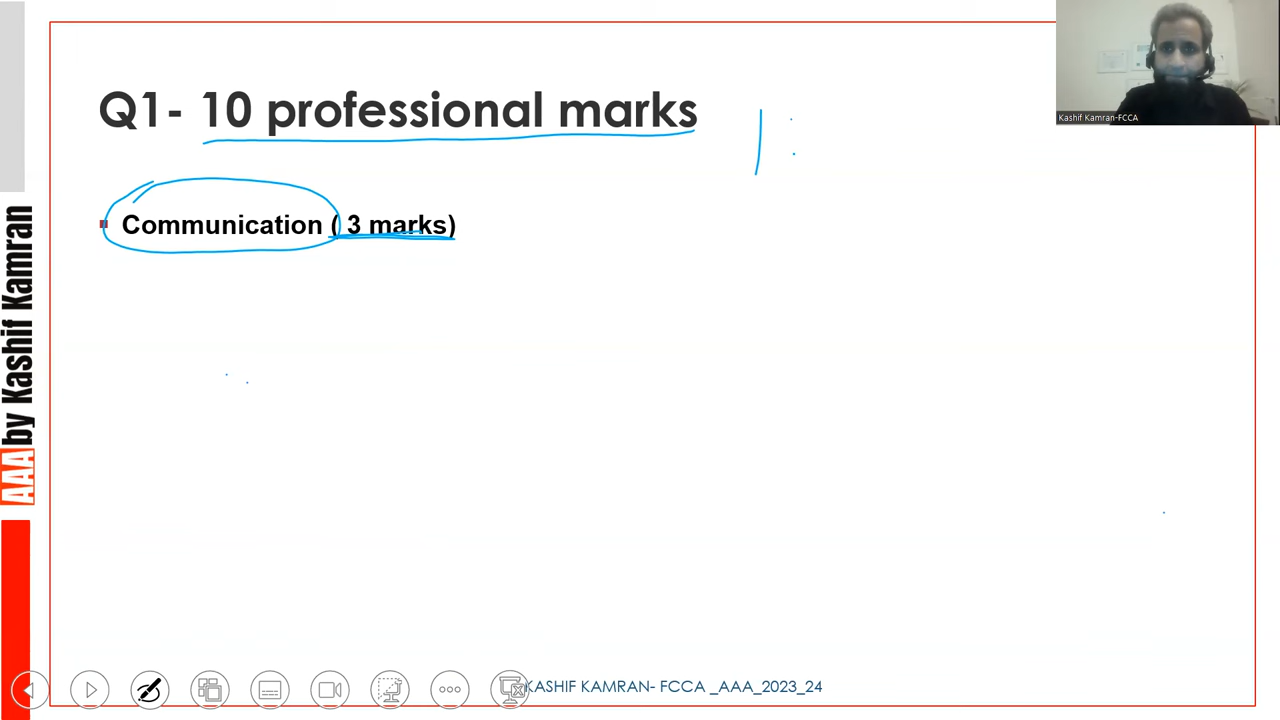 Q1- 10 professional marks
Kashif Kamran-FCCA
Communication ( 3 marks)
AAA by Kashif Kamran
KASHIF KAMRAN- FCCA _AAA_2023_24